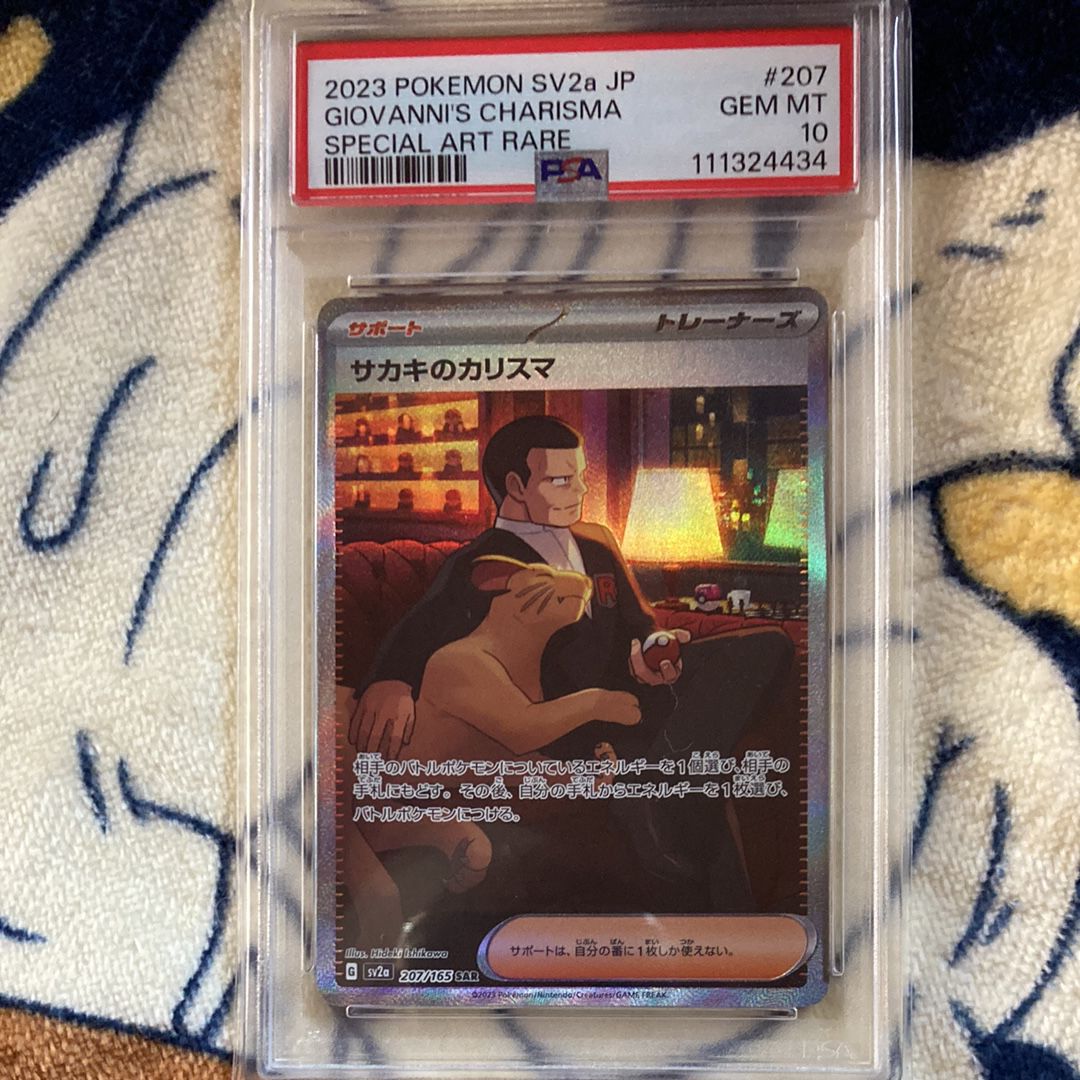 2023 POKEMON SV2a JP #207
GIOVANNI'S CHARISMA GEM MT
SPECIAL ART RARE 10
PSA 111324434
サポート トレーナーズ
サカキのカリスマ
R
相手のバトルポケモンについているエネルギーを1個選び、相手の
手札にもどす。その後、自分の手札からエネルギーを1枚選び、
バトルポケモンにつける。
サポートは、自分の番に1枚しか使えない。
Illus. Hideki Ishikawa
G sv2a 207/165 SAR
©2023 Pokémon/Nintendo/Creatures/GAME FREAK.
PSA